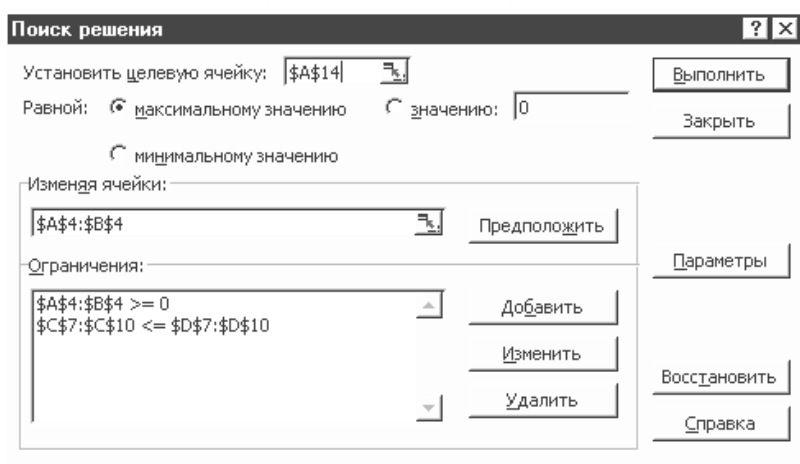 Поиск решения
Установить целевую ячейку: $A$14
Выполнить
Равной: максимальному значению значению: 0
Закрыть
минимальному значению
Изменяя ячейки:
$A$4:$B$4
Предположить
Ограничения:
Параметры
$A$4:$B$4 >= 0
$C$7:$C$10 <= $D$7:$D$10
Добавить
Изменить
Удалить
Восстановить
Справка